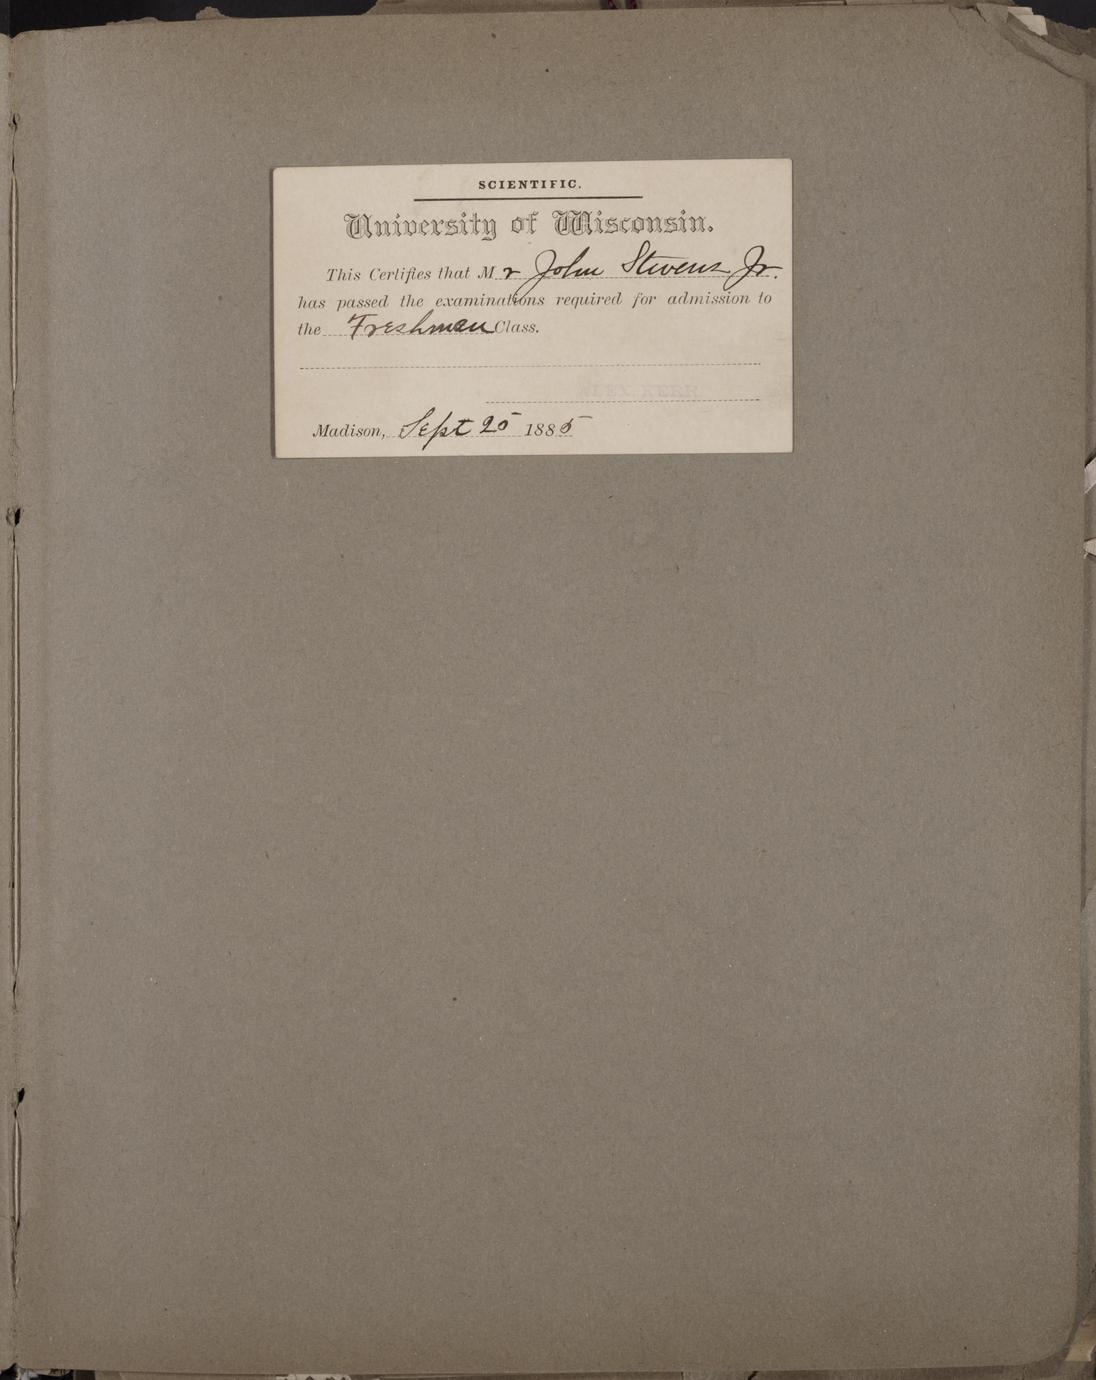 SCIENTIFIC.
University of Wisconsin.
This Certifies that Mr John Stevens Jr.
has passed the examinations required for admission to
the Freshman Class.
ALEX. KERR
Madison, Sept 25 1885